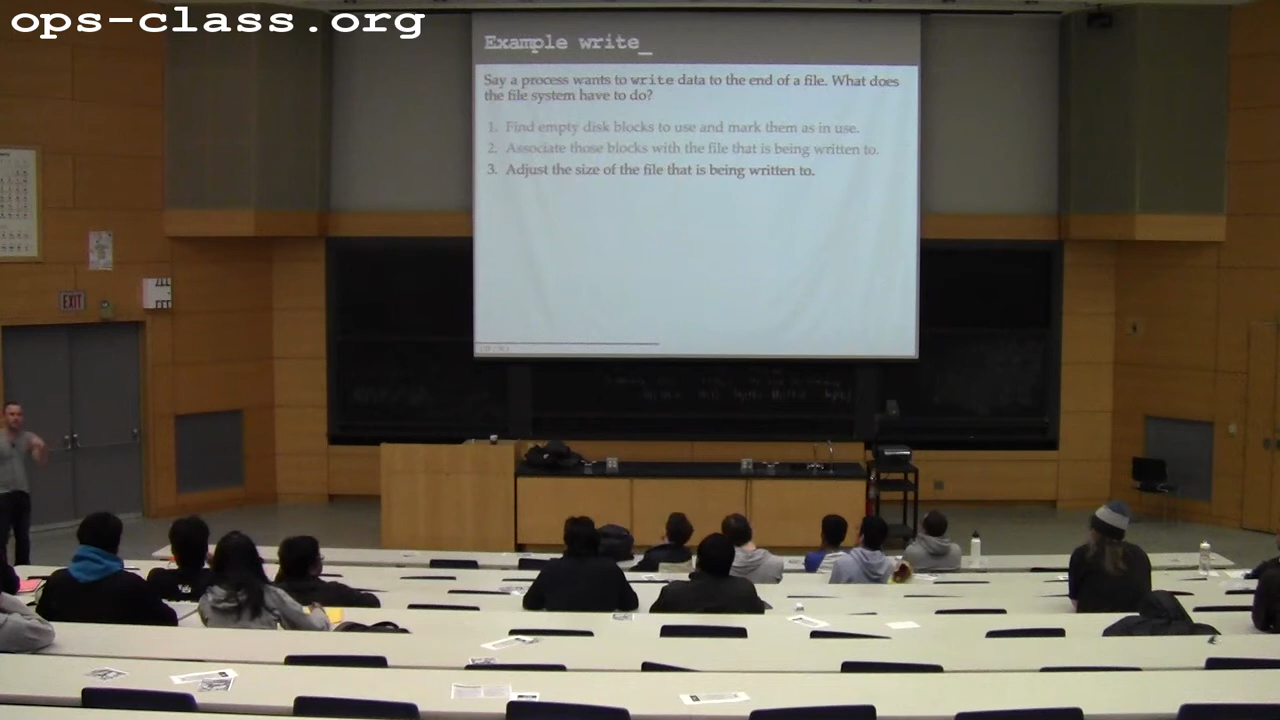 ops-class.org
Example write_
Say a process wants to write data to the end of a file. What does
the file system have to do?
1. Find empty disk blocks to use and mark them as in use.
2. Associate those blocks with the file that is being written to.
3. Adjust the size of the file that is being written to.
EXIT